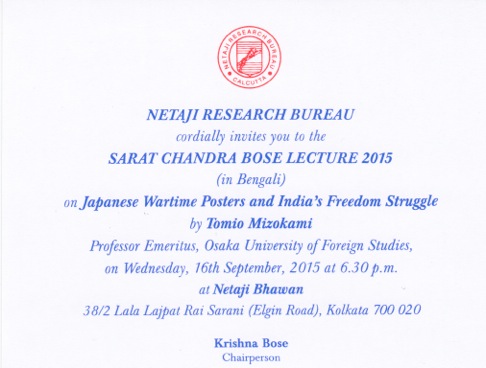 NETAJI RESEARCH BUREAU
CALCUTTA
NETAJI RESEARCH BUREAU
cordially invites you to the
SARAT CHANDRA BOSE LECTURE 2015
(in Bengali)
on Japanese Wartime Posters and India's Freedom Struggle
by Tomio Mizokami
Professor Emeritus, Osaka University of Foreign Studies,
on Wednesday, 16th September, 2015 at 6.30 p.m.
at Netaji Bhawan
38/2 Lala Lajpat Rai Sarani (Elgin Road), Kolkata 700 020
Krishna Bose
Chairperson